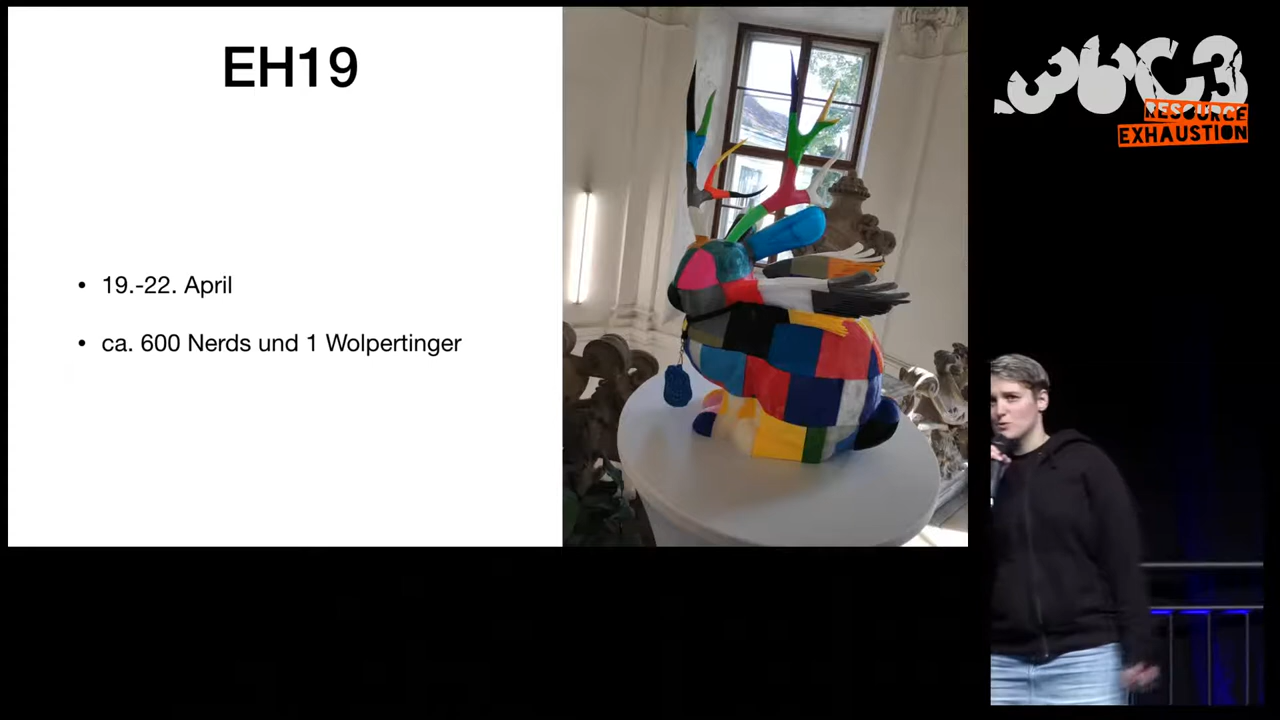 EH19
• 19.-22. April
• ca. 600 Nerds und 1 Wolpertinger
36C3
RESOURCE
EXHAUSTION